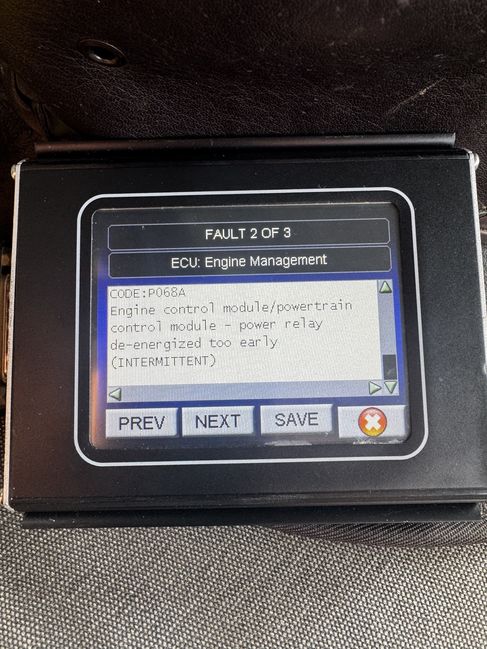 FAULT 2 OF 3
ECU: Engine Management
CODE:P068A
Engine control module/powertrain
control module - power relay
de-energized too early
(INTERMITTENT)
PREV NEXT SAVE